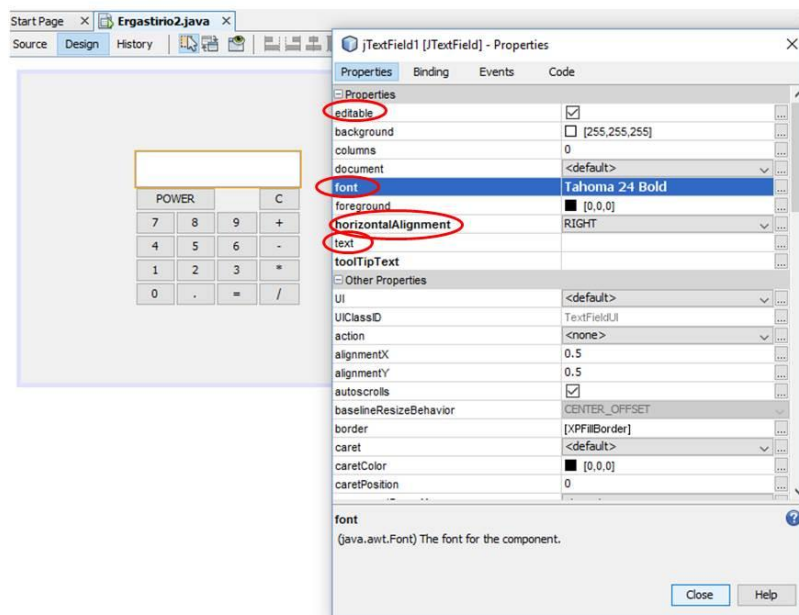 Start Page Ergastirio2.java
Source Design History
POWER C
7 8 9 +
4 5 6 -
1 2 3 *
0 . = /
jTextField1 [JTextField] - Properties
Properties Binding Events Code
Properties
editable
background [255,255,255]
columns 0
document <default>
font Tahoma 24 Bold
foreground [0,0,0]
horizontalAlignment RIGHT
text
toolTipText
Other Properties
UI <default>
UIClassID TextFieldUI
action <none>
alignmentX 0.5
alignmentY 0.5
autoscrolls
baselineResizeBehavior CENTER_OFFSET
border [XPFillBorder]
caret <default>
caretColor [0,0,0]
caretPosition 0
font
(java.awt.Font) The font for the component.
Close Help